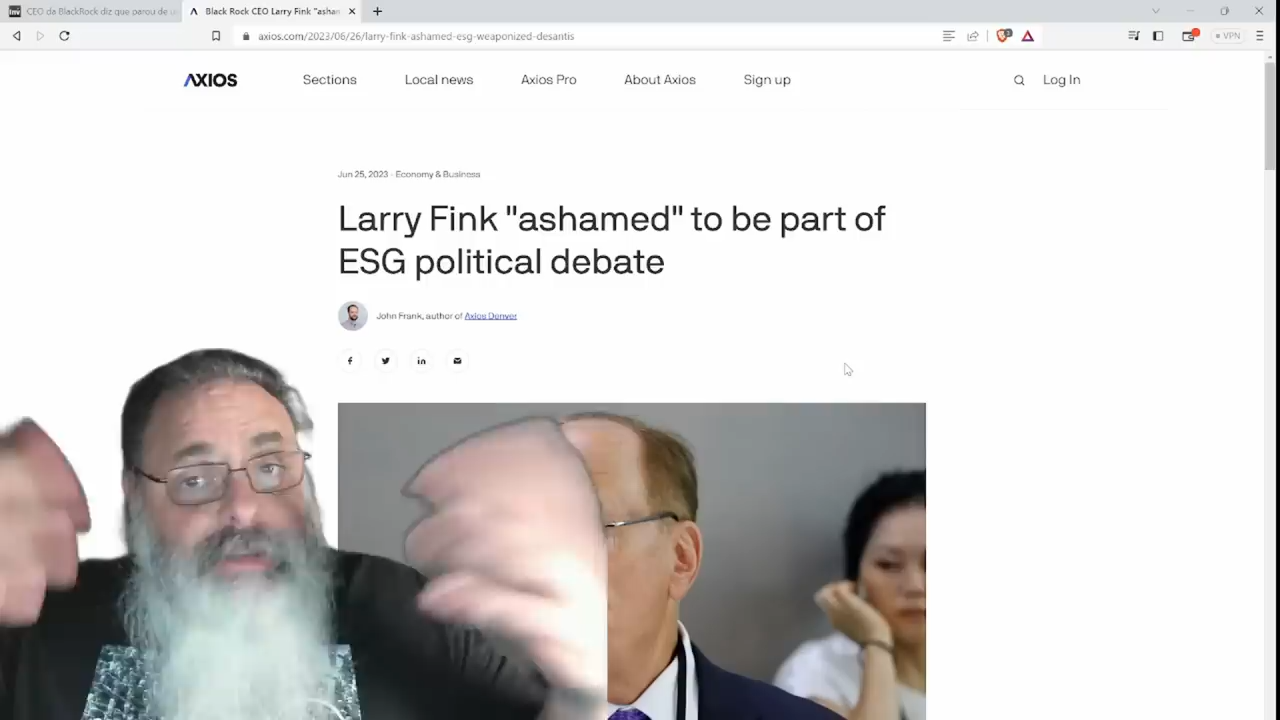 CEO da BlackRock diz que parou de u
Black Rock CEO Larry Fink "asham
axios.com/2023/06/26/larry-fink-ashamed-esg-weaponized-desantis
VPN
AXIOS
Sections
Local news
Axios Pro
About Axios
Sign up
Log In
Jun 25, 2023 - Economy & Business
Larry Fink "ashamed" to be part of
ESG political debate
John Frank, author of Axios Denver